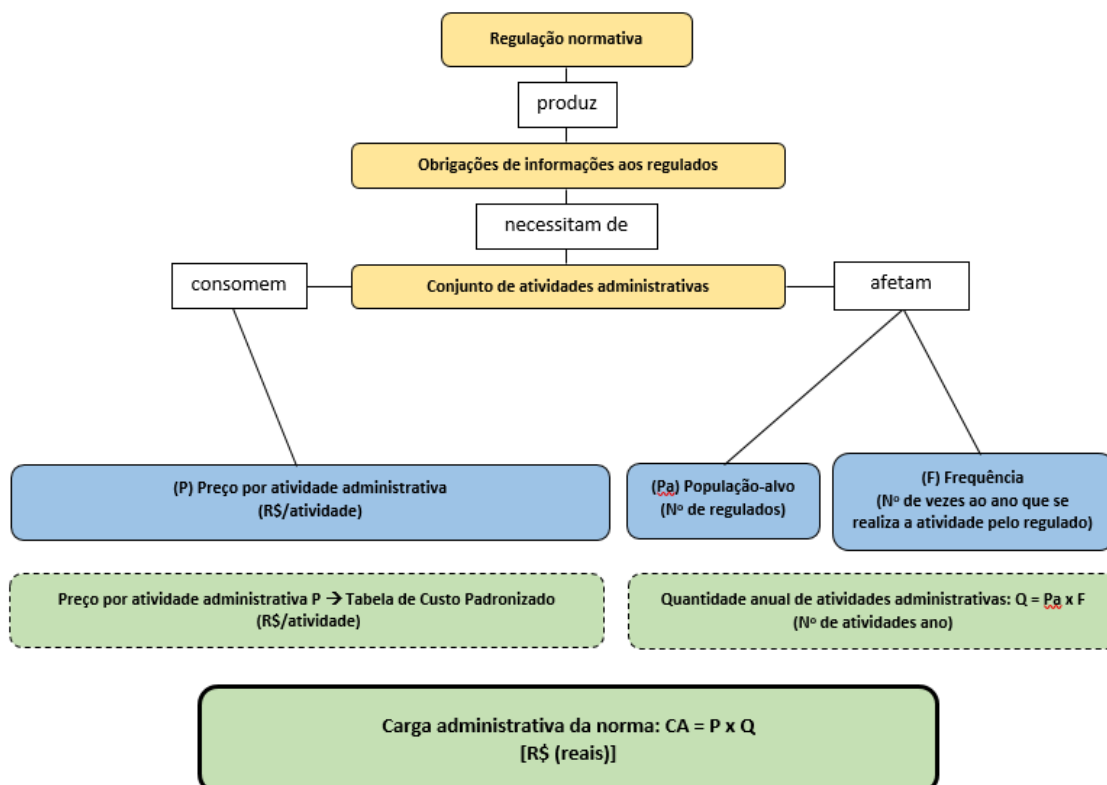 Regulação normativa
produz
Obrigações de informações aos regulados
necessitam de
consomem
Conjunto de atividades administrativas
afetam
(P) Preço por atividade administrativa
(R$/atividade)
(Pa) População-alvo
(Nº de regulados)
(F) Frequência
(Nº de vezes ao ano que se
realiza a atividade pelo regulado)
Preço por atividade administrativa P → Tabela de Custo Padronizado
(R$/atividade)
Quantidade anual de atividades administrativas: Q = Pa x F
(Nº de atividades ano)
Carga administrativa da norma: CA = P x Q
[R$ (reais)]